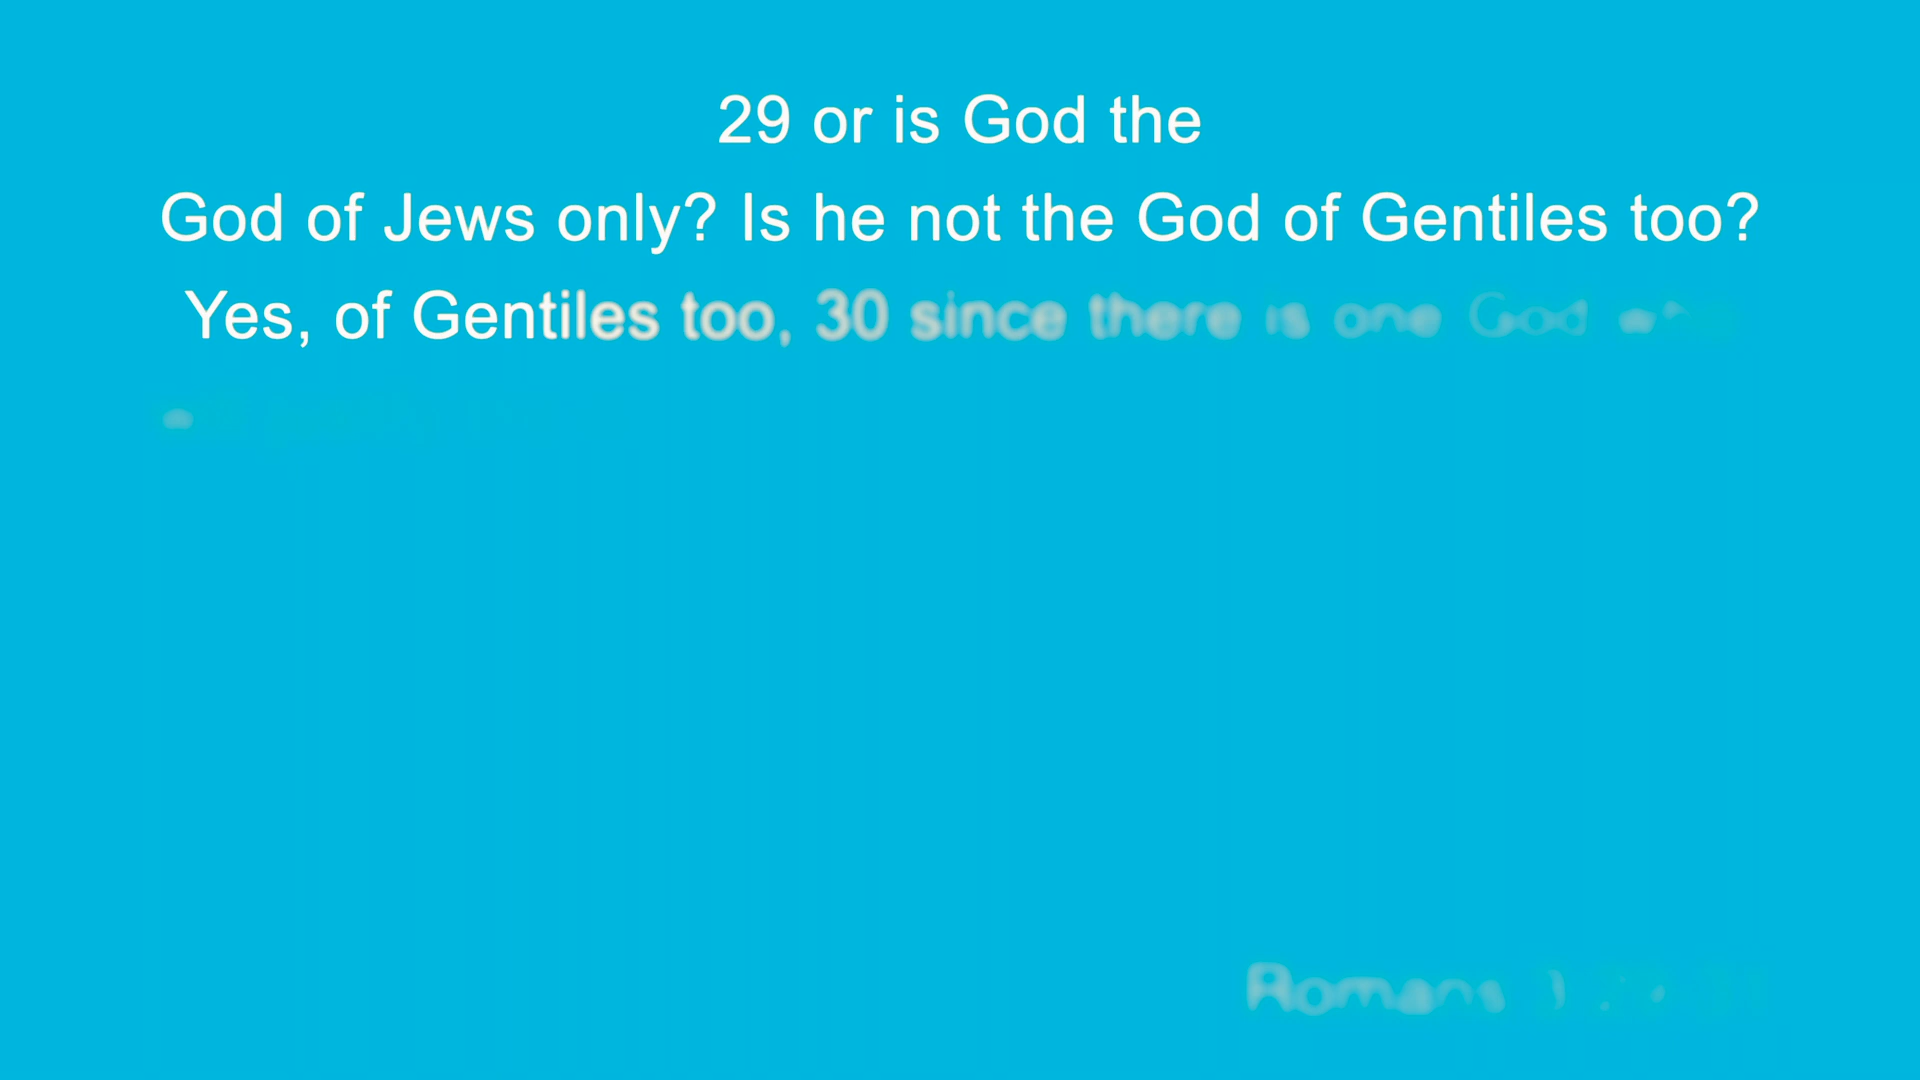 29 or is God the
God of Jews only? Is he not the God of Gentiles too?
Yes, of Gentiles too, 30 since there is one God
Romans